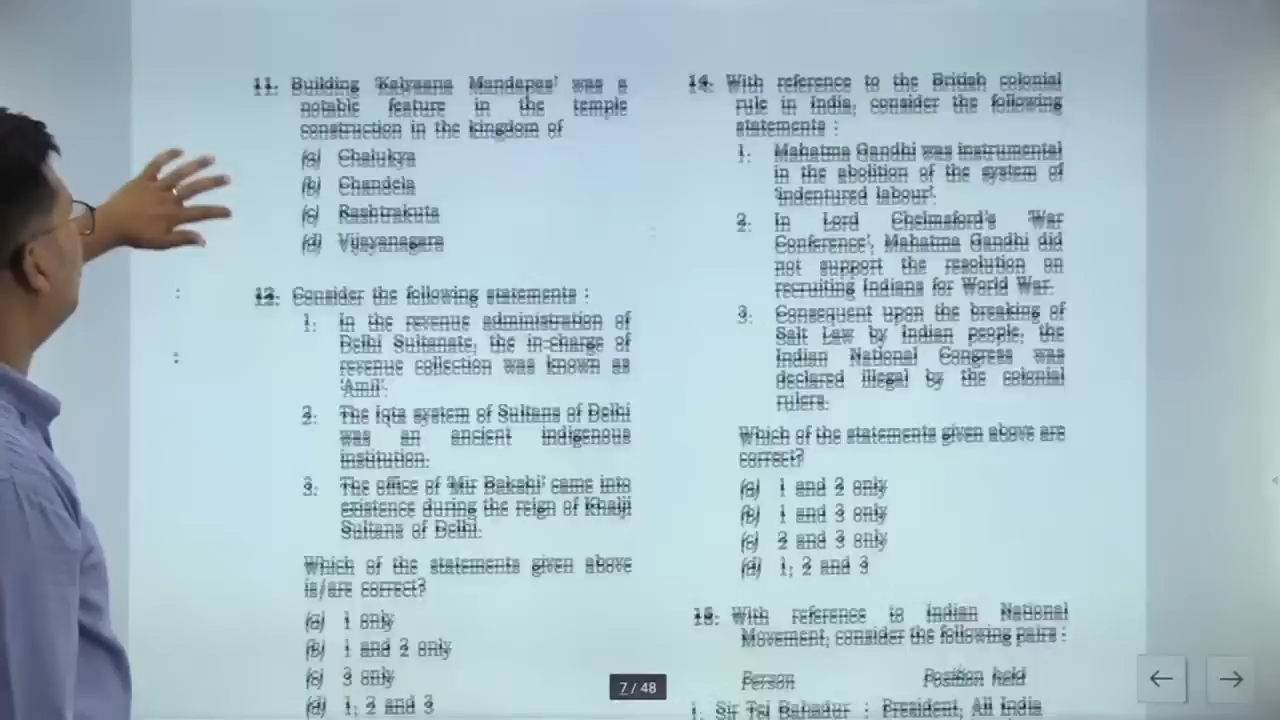 11. Building 'Kalyaana Mandapas' was a
notable feature in the temple
construction in the kingdom of
(a) Chalukya
(b) Chandela
(c) Rashtrakuta
(d) Vijayanagara
12. Consider the following statements :
1. In the revenue administration of
Delhi Sultanate, the in-charge of
revenue collection was known as
'Amil'.
2. The Iqta system of Sultans of Delhi
was an ancient indigenous
institution.
3. The office of 'Mir Bakshi' came into
existence during the reign of Khalji
Sultans of Delhi.
Which of the statements given above
is/are correct?
(a) 1 only
(b) 1 and 2 only
(c) 3 only
(d) 1, 2 and 3
14. With reference to the British colonial
rule in India, consider the following
statements :
1. Mahatma Gandhi was instrumental
in the abolition of the system of
'indentured labour'.
2. In Lord Chelmsford's 'War
Conference', Mahatma Gandhi did
not support the resolution on
recruiting Indians for World War.
3. Consequent upon the breaking of
Salt Law by Indian people, the
Indian National Congress was
declared illegal by the colonial
rulers.
Which of the statements given above are
correct?
(a) 1 and 2 only
(b) 1 and 3 only
(c) 2 and 3 only
(d) 1, 2 and 3
15. With reference to Indian National
Movement, consider the following pairs :
Person Position held
1. Sir Tej Bahadur : President, All India
7 / 48